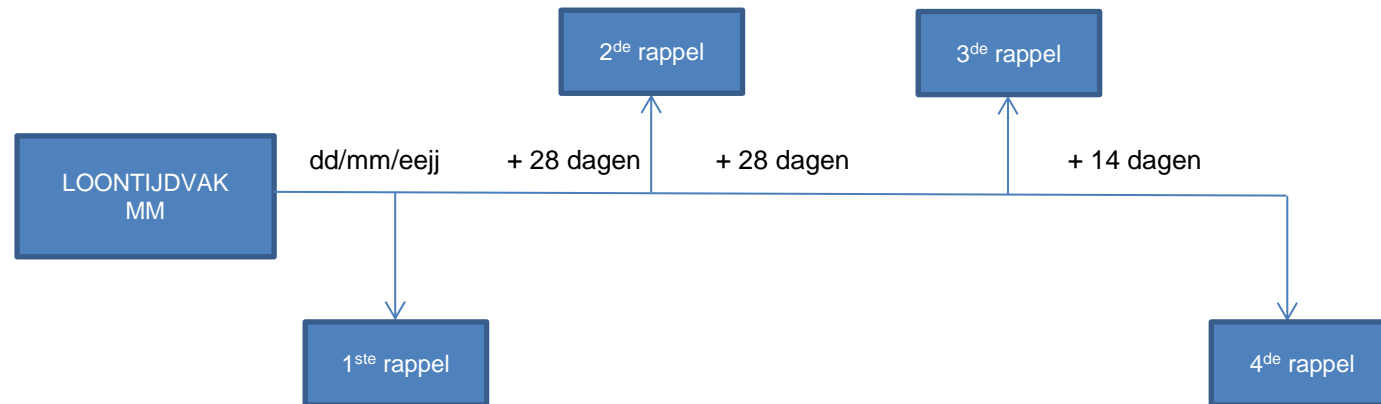 2de rappel
3de rappel
dd/mm/eejj + 28 dagen + 28 dagen + 14 dagen
LOONTIJDVAK
MM
1ste rappel
4de rappel